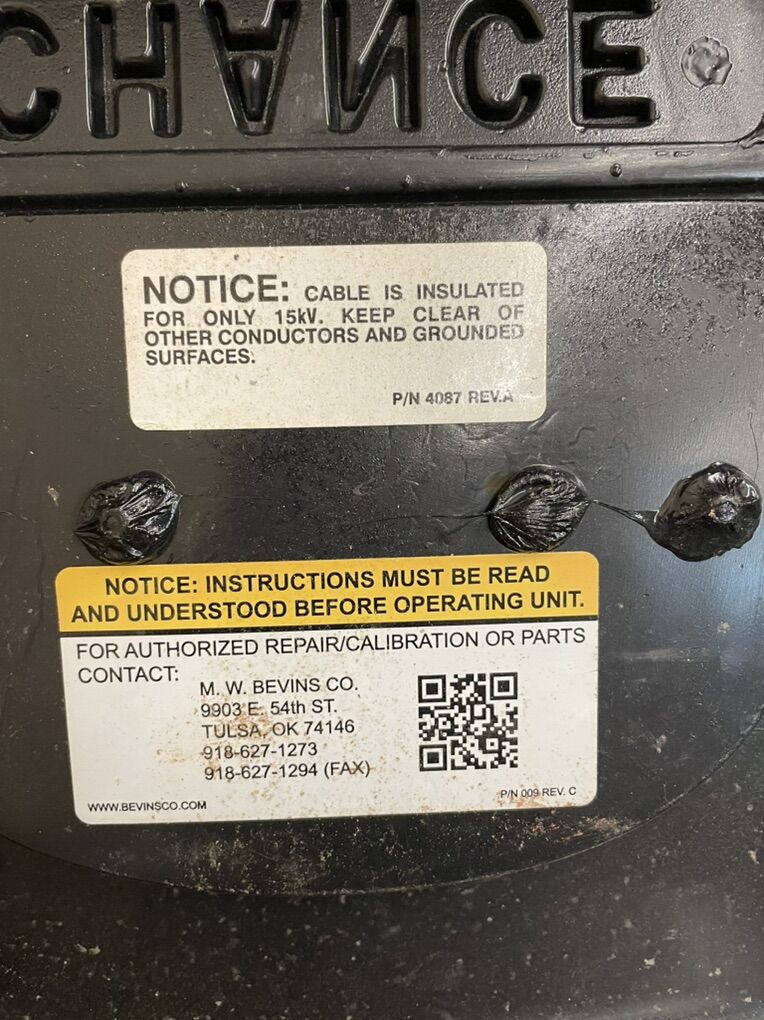 CHANCE
NOTICE: CABLE IS INSULATED
FOR ONLY 15kV. KEEP CLEAR OF
OTHER CONDUCTORS AND GROUNDED
SURFACES.
P/N 4087 REV.A
NOTICE: INSTRUCTIONS MUST BE READ
AND UNDERSTOOD BEFORE OPERATING UNIT.
FOR AUTHORIZED REPAIR/CALIBRATION OR PARTS
CONTACT:
M. W. BEVINS CO.
9903 E. 54th ST.
TULSA, OK 74146
918-627-1273
918-627-1294 (FAX)
WWW.BEVINSCO.COM
P/N 009 REV. C